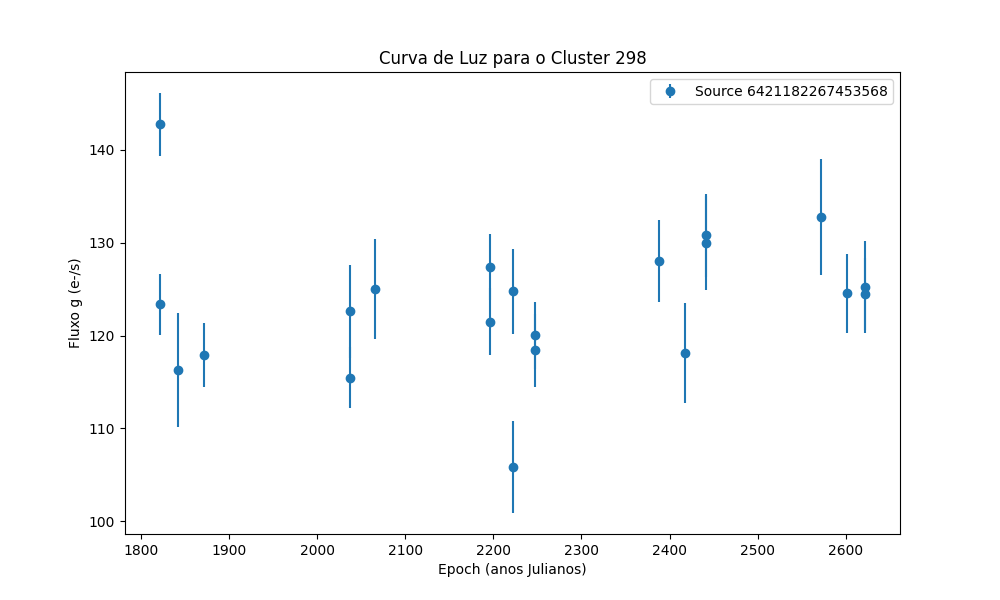 Curva de Luz para o Cluster 298
Source 6421182267453568
Fluxo g (e-/s)
140
130
120
110
100
1800 1900 2000 2100 2200 2300 2400 2500 2600
Epoch (anos Julianos)